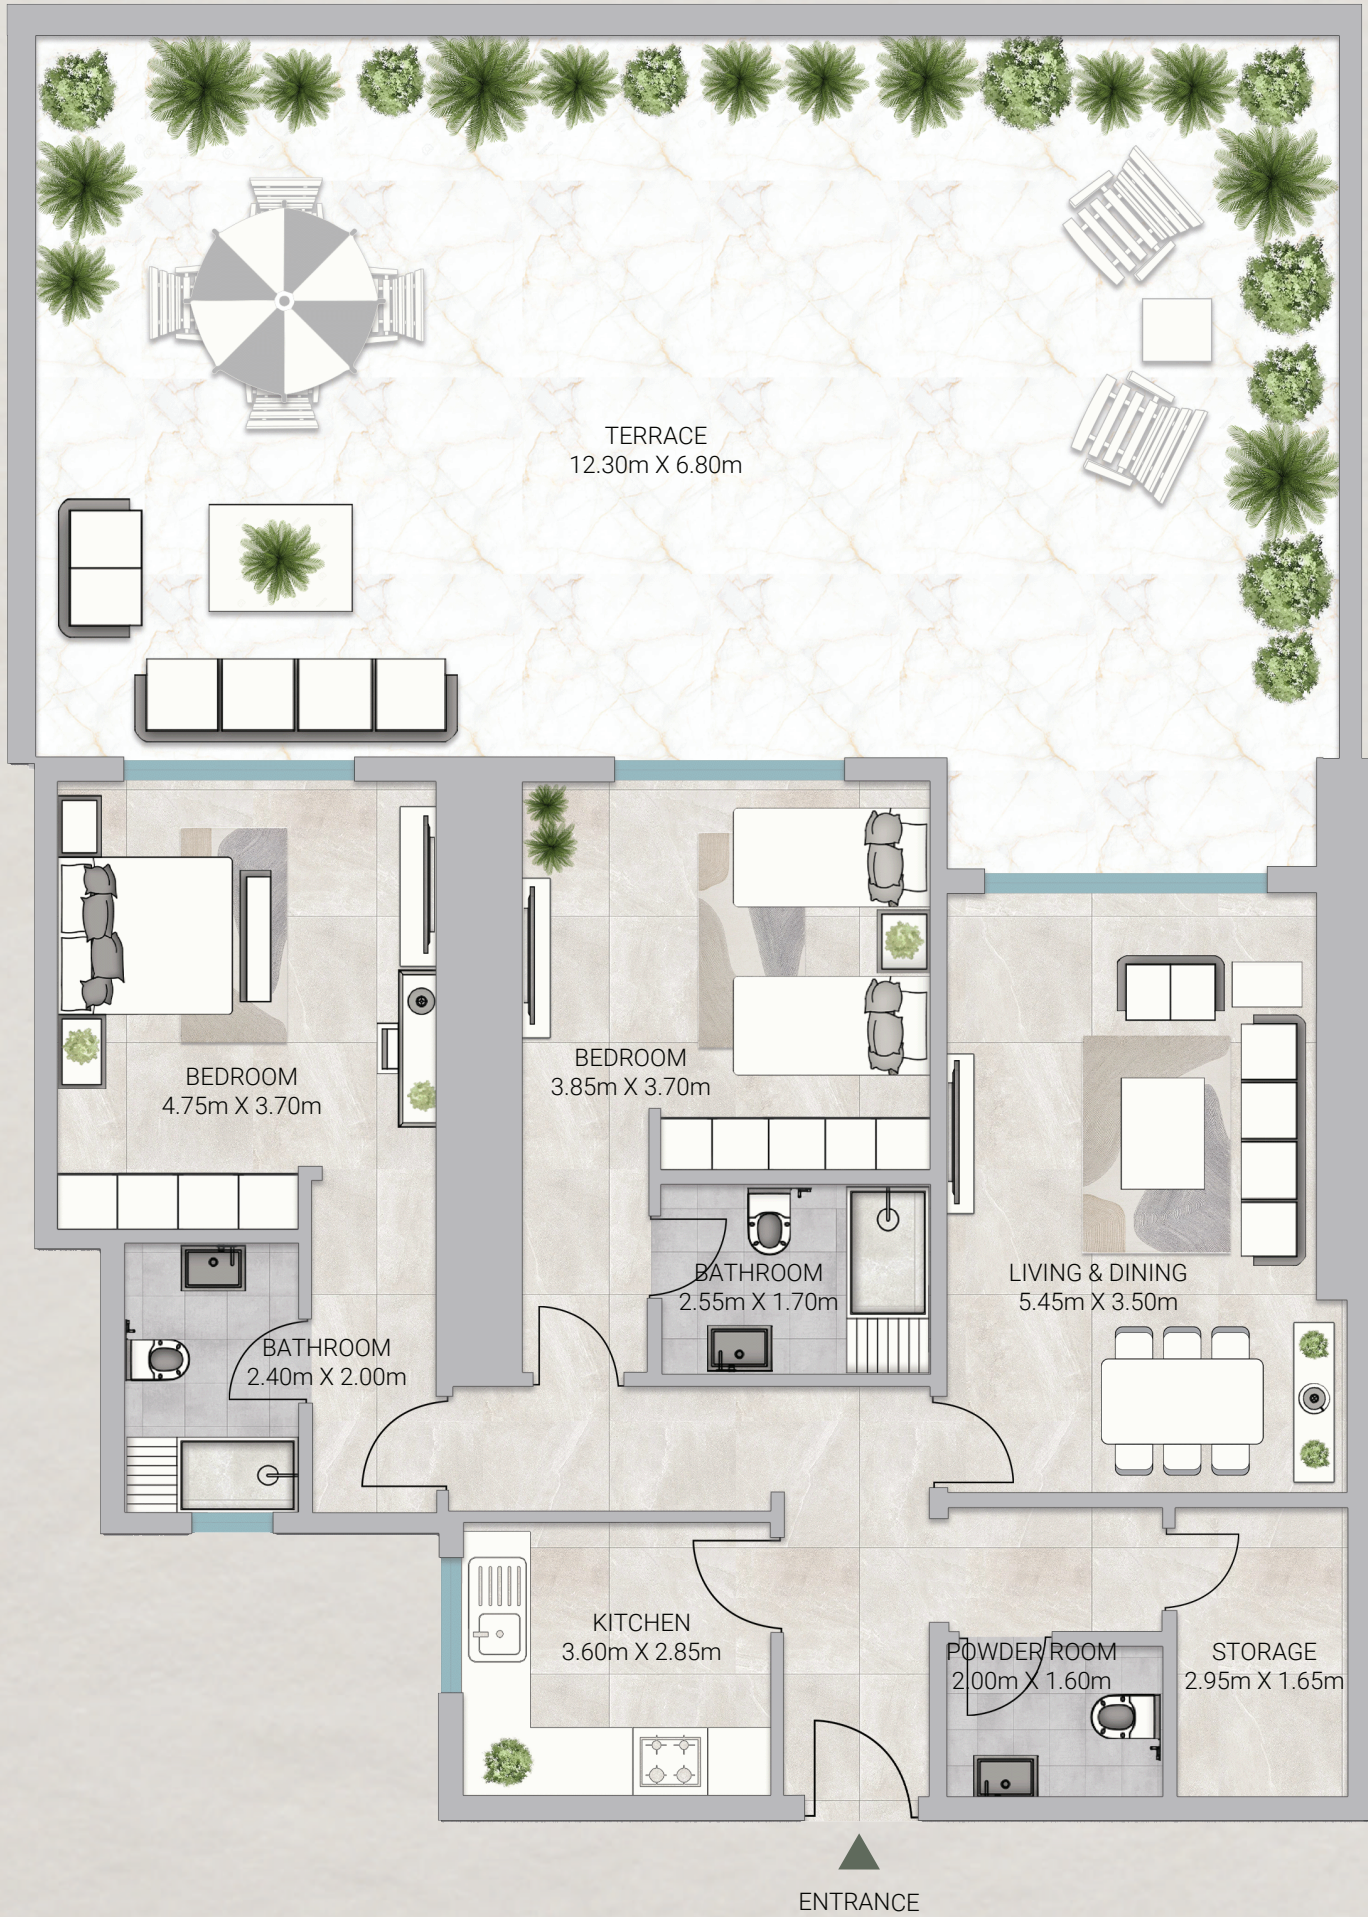 TERRACE
12.30m X 6.80m
BEDROOM
4.75m X 3.70m
BEDROOM
3.85m X 3.70m
BATHROOM
2.55m X 1.70m
LIVING & DINING
5.45m X 3.50m
BATHROOM
2.40m X 2.00m
KITCHEN
3.60m X 2.85m
POWDER ROOM
2.00m X 1.60m
STORAGE
2.95m X 1.65m
ENTRANCE